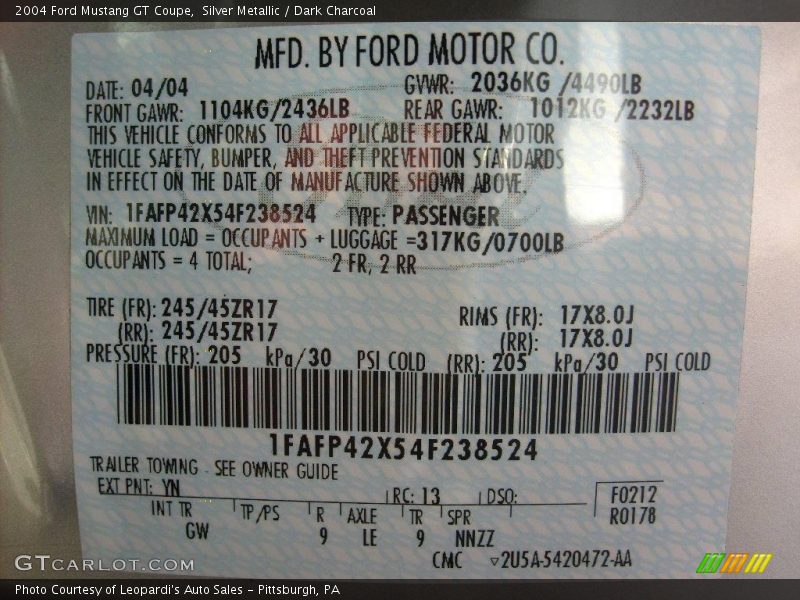 2004 Ford Mustang GT Coupe, Silver Metallic / Dark Charcoal
MFD. BY FORD MOTOR CO.
DATE: 04/04 GVWR: 2036KG /4490LB
FRONT GAWR: 1104KG/2436LB REAR GAWR: 1012KG /2232LB
THIS VEHICLE CONFORMS TO ALL APPLICABLE FEDERAL MOTOR
VEHICLE SAFETY, BUMPER, AND THEFT PREVENTION STANDARDS
IN EFFECT ON THE DATE OF MANUFACTURE SHOWN ABOVE.
VIN: 1FAFP42X54F238524 TYPE: PASSENGER
MAXIMUM LOAD = OCCUPANTS + LUGGAGE =317KG/0700LB
OCCUPANTS = 4 TOTAL; 2 FR, 2 RR
TIRE (FR): 245/45ZR17 RIMS (FR): 17X8.0J
(RR): 245/45ZR17 (RR): 17X8.0J
PRESSURE (FR): 205 kPa/30 PSI COLD (RR): 205 kPa/30 PSI COLD
1FAFP42X54F238524
TRAILER TOWING - SEE OWNER GUIDE
EXT PNT: YN RC: 13 DSO: F0212
INT TR TP/PS R AXLE TR SPR R0178
GW 9 LE 9 NNZZ
CMC ▽2U5A-5420472-AA
GTCARLOT.COM
Photo Courtesy of Leopardi's Auto Sales - Pittsburgh, PA